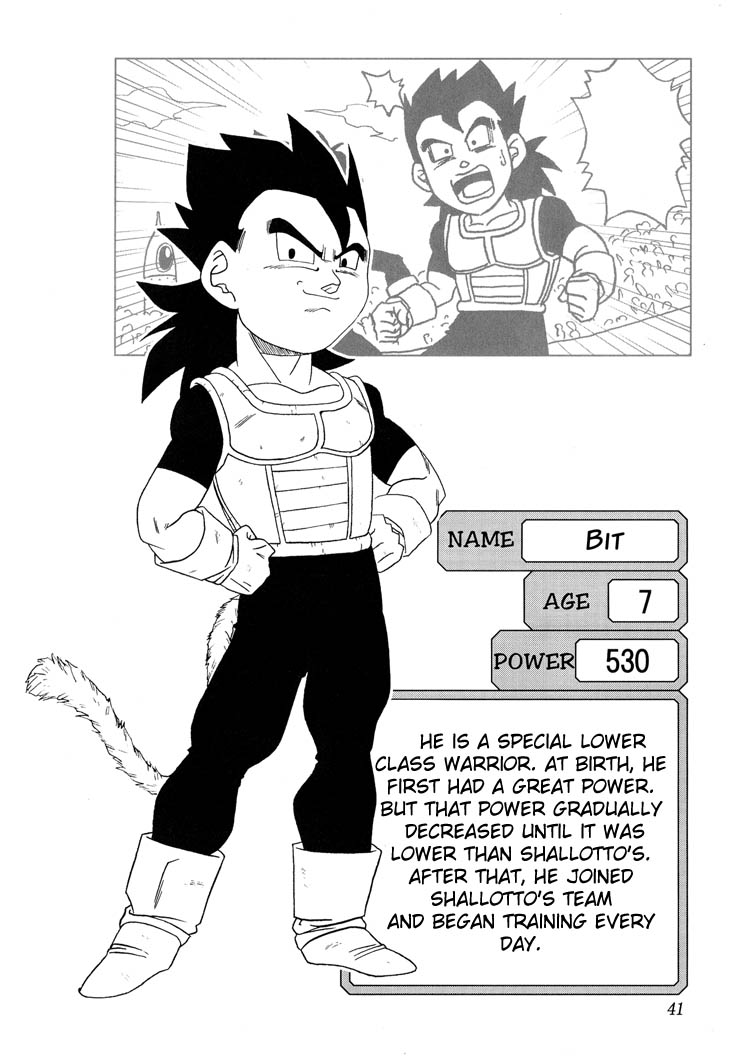 NAME BIT
AGE 7
POWER 530
HE IS A SPECIAL LOWER
CLASS WARRIOR. AT BIRTH, HE
FIRST HAD A GREAT POWER.
BUT THAT POWER GRADUALLY
DECREASED UNTIL IT WAS
LOWER THAN SHALLOTTO'S.
AFTER THAT, HE JOINED
SHALLOTTO'S TEAM
AND BEGAN TRAINING EVERY
DAY.
41